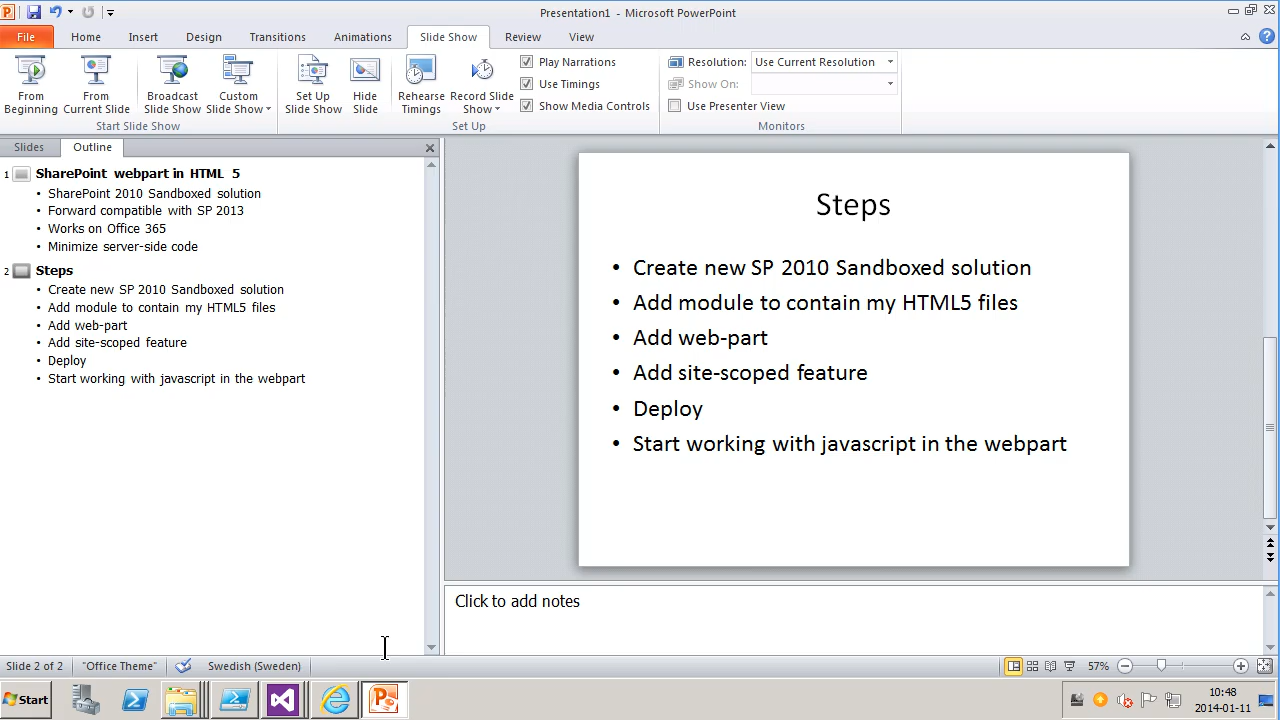 Presentation1 - Microsoft PowerPoint
File Home Insert Design Transitions Animations Slide Show Review View
From Beginning
From Current Slide
Broadcast Slide Show
Custom Slide Show
Start Slide Show
Set Up Slide Show
Hide Slide
Rehearse Timings
Record Slide Show
Play Narrations
Use Timings
Show Media Controls
Set Up
Resolution: Use Current Resolution
Show On:
Use Presenter View
Monitors
Slides Outline
1 SharePoint webpart in HTML 5
• SharePoint 2010 Sandboxed solution
• Forward compatible with SP 2013
• Works on Office 365
• Minimize server-side code
2 Steps
• Create new SP 2010 Sandboxed solution
• Add module to contain my HTML5 files
• Add web-part
• Add site-scoped feature
• Deploy
• Start working with javascript in the webpart
Steps
• Create new SP 2010 Sandboxed solution
• Add module to contain my HTML5 files
• Add web-part
• Add site-scoped feature
• Deploy
• Start working with javascript in the webpart
Click to add notes
Slide 2 of 2 "Office Theme" Swedish (Sweden) 57%
Start
10:48
2014-01-11